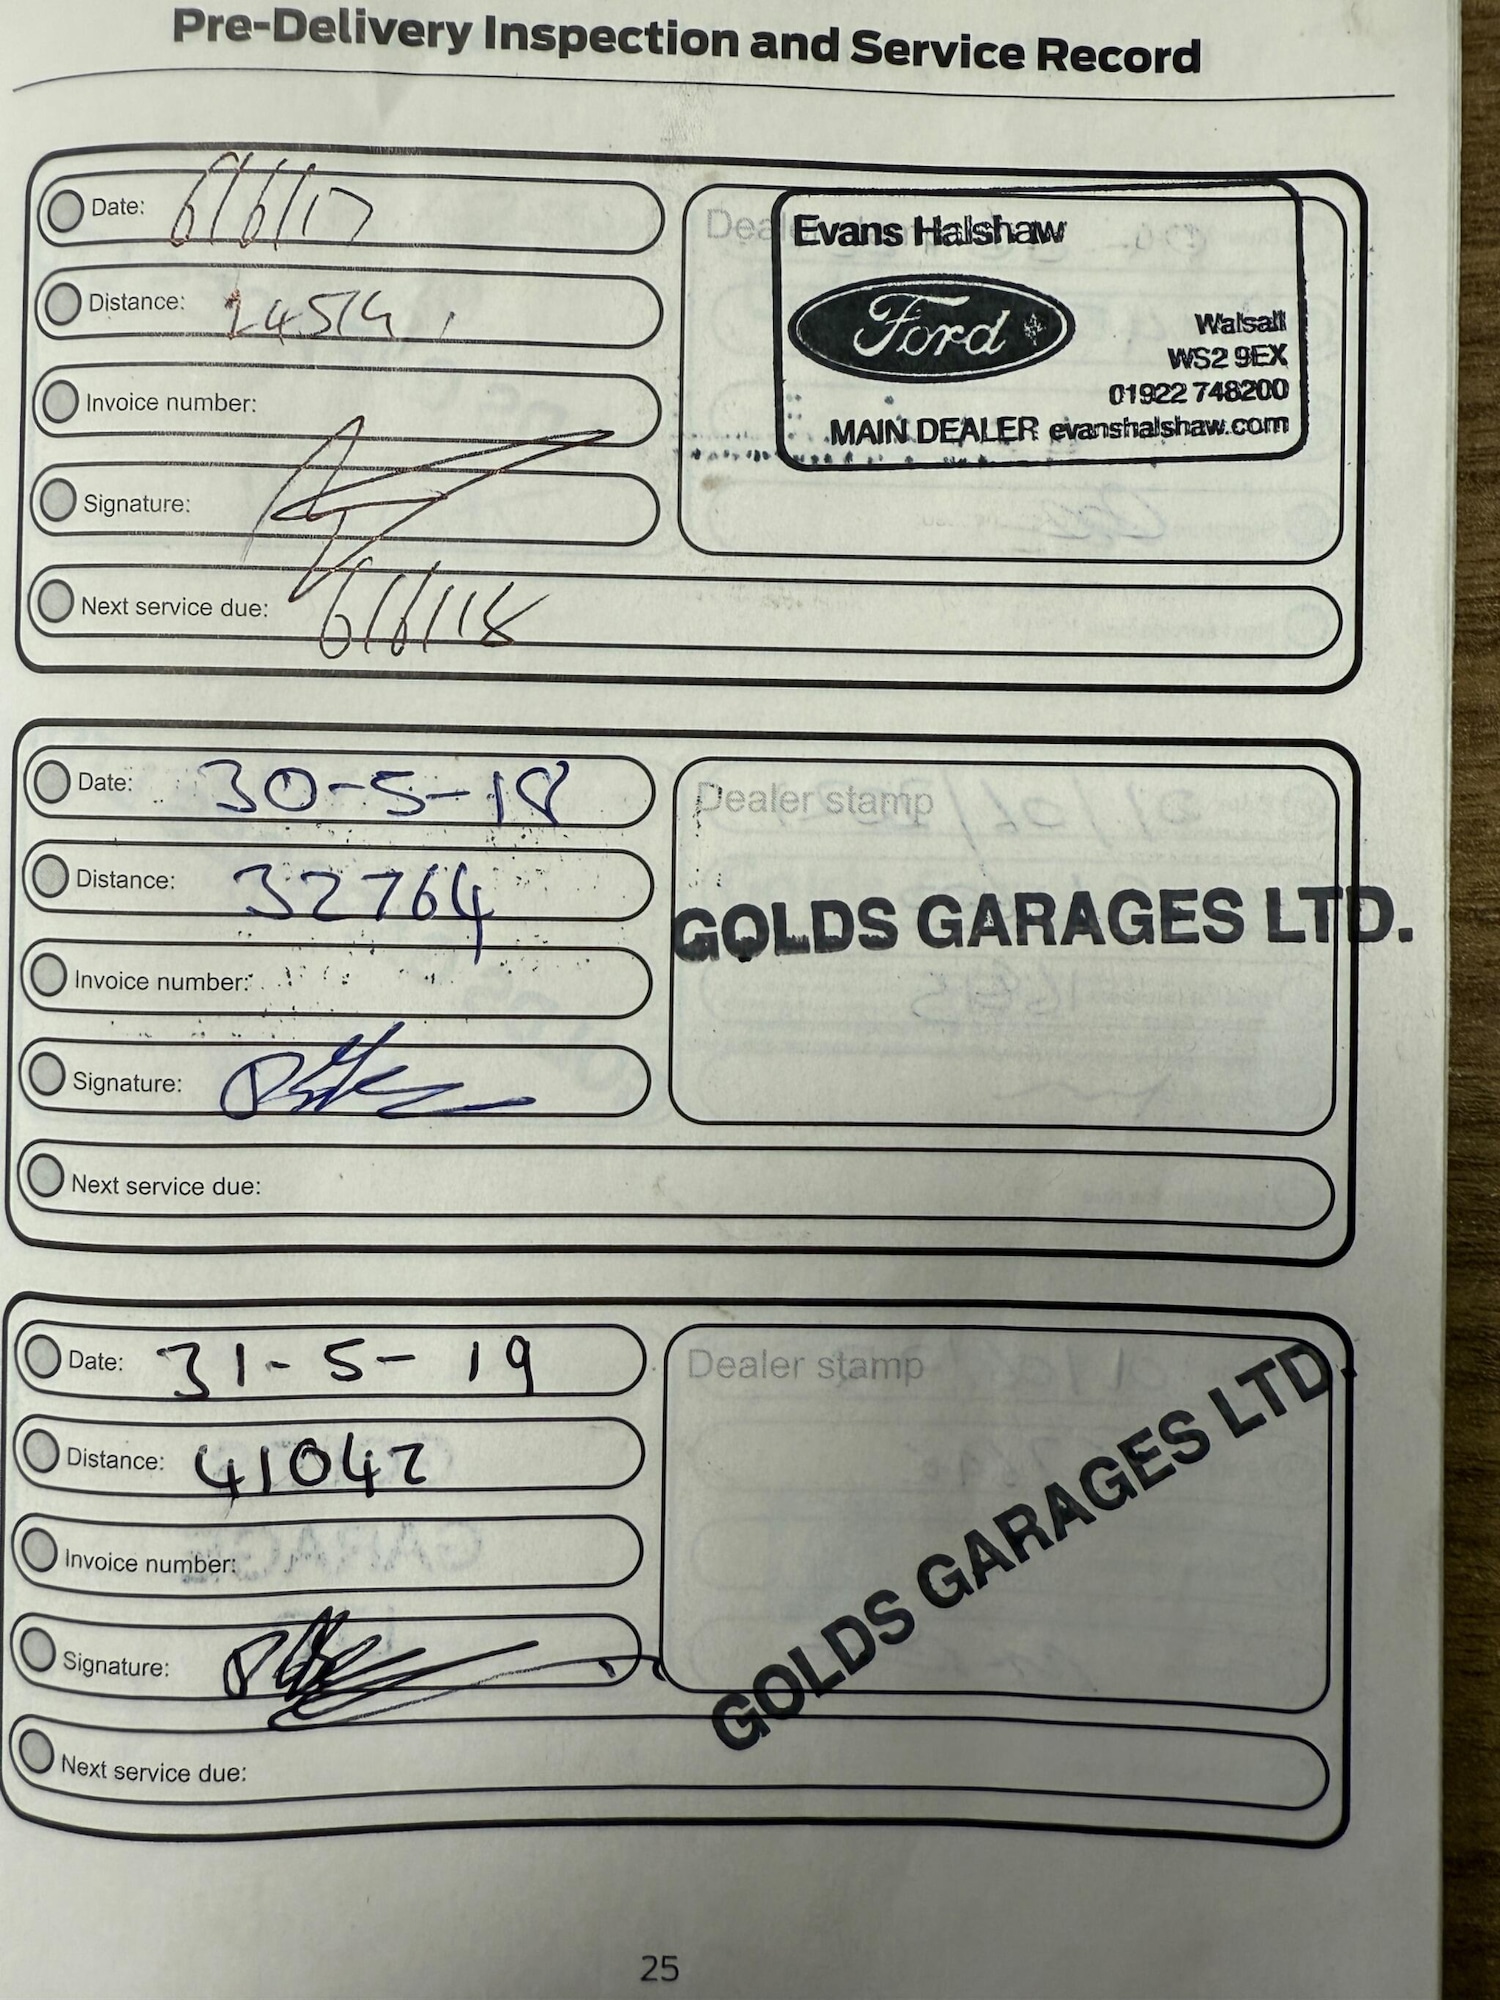 Pre-Delivery Inspection and Service Record
Date: 6/6/17
Distance: 24514
Invoice number:
Signature:
Next service due: 6/6/18
Evans Halshaw
Ford
Walsall
WS2 9EX
01922 748200
MAIN DEALER evanshalshaw.com
Date: 30-5-18
Distance: 32764
Invoice number:
Signature:
Next service due:
Dealer stamp
GOLDS GARAGES LTD.
Date: 31-5-19
Distance: 41042
Invoice number:
Signature:
Next service due:
Dealer stamp
GOLDS GARAGES LTD.
25